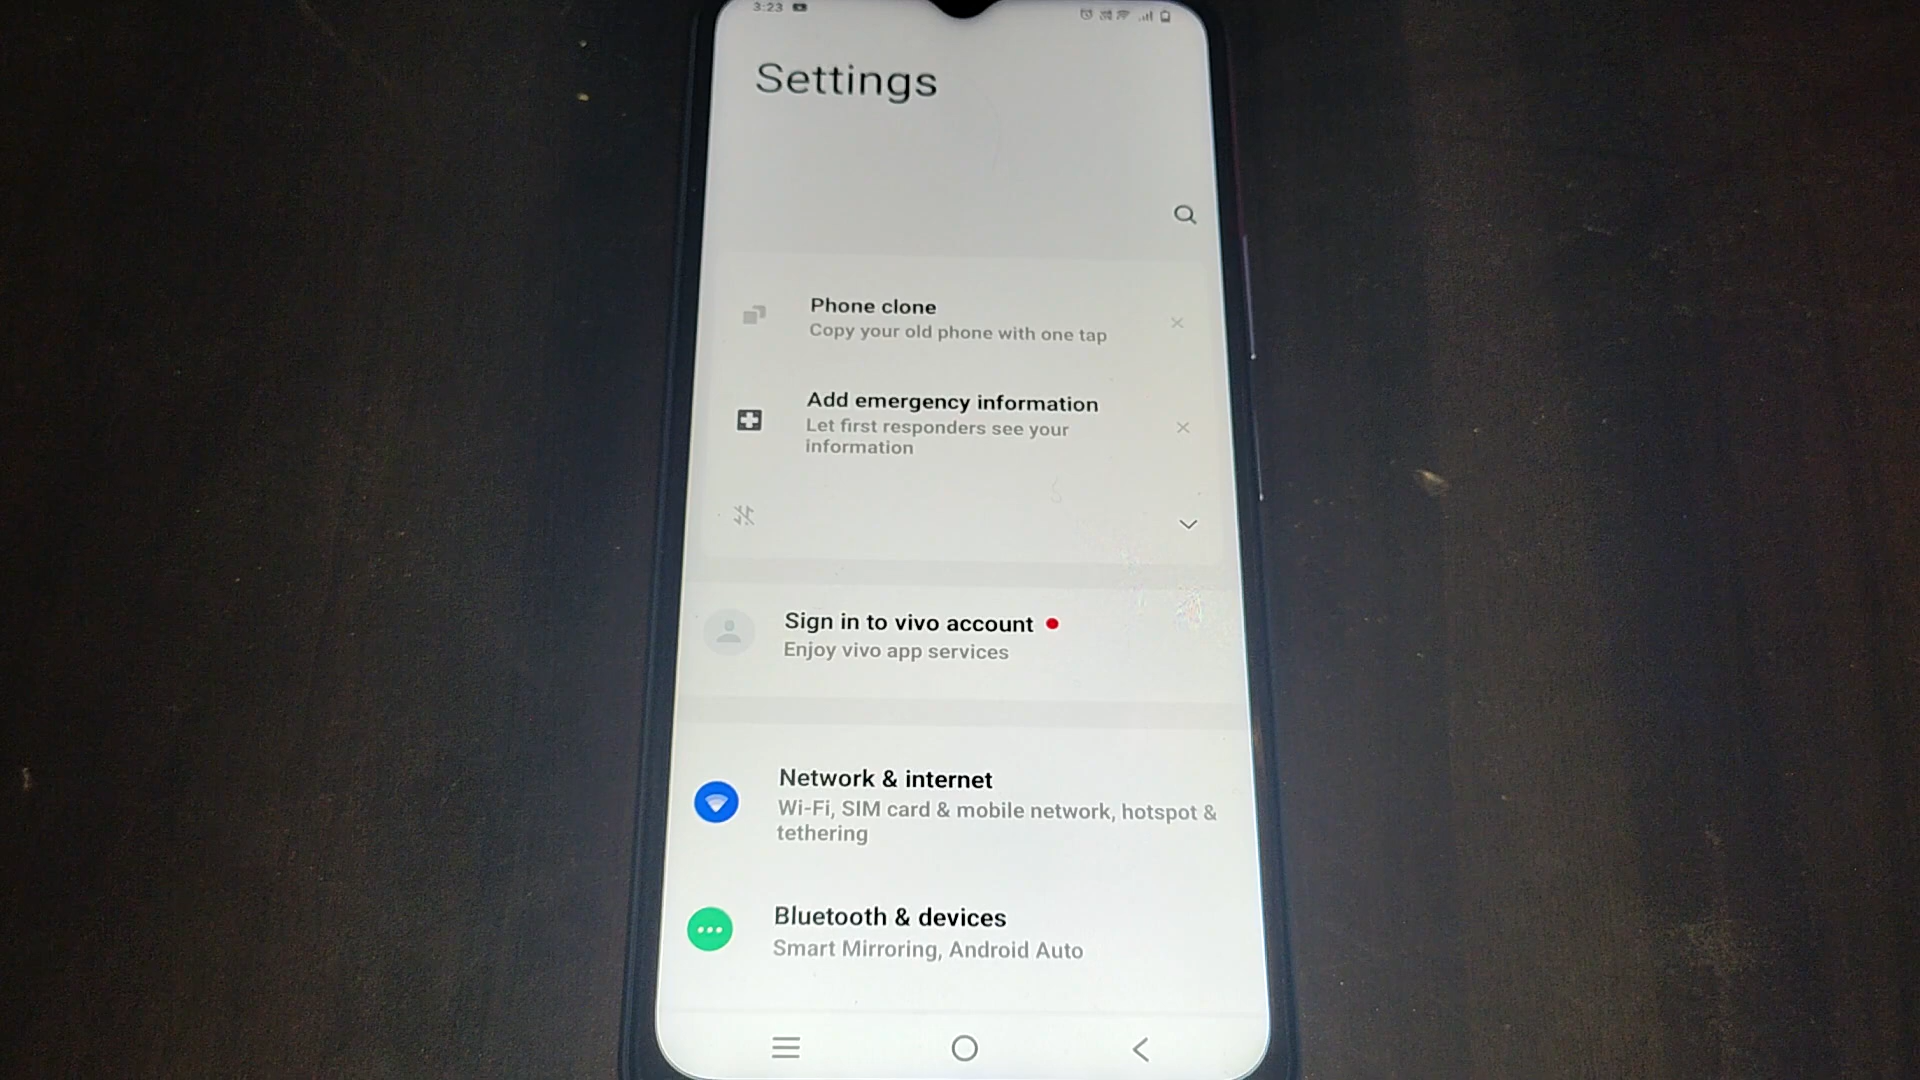 3:23
Settings
Phone clone
Copy your old phone with one tap
Add emergency information
Let first responders see your
information
Sign in to vivo account
Enjoy vivo app services
Network & internet
Wi-Fi, SIM card & mobile network, hotspot &
tethering
Bluetooth & devices
Smart Mirroring, Android Auto